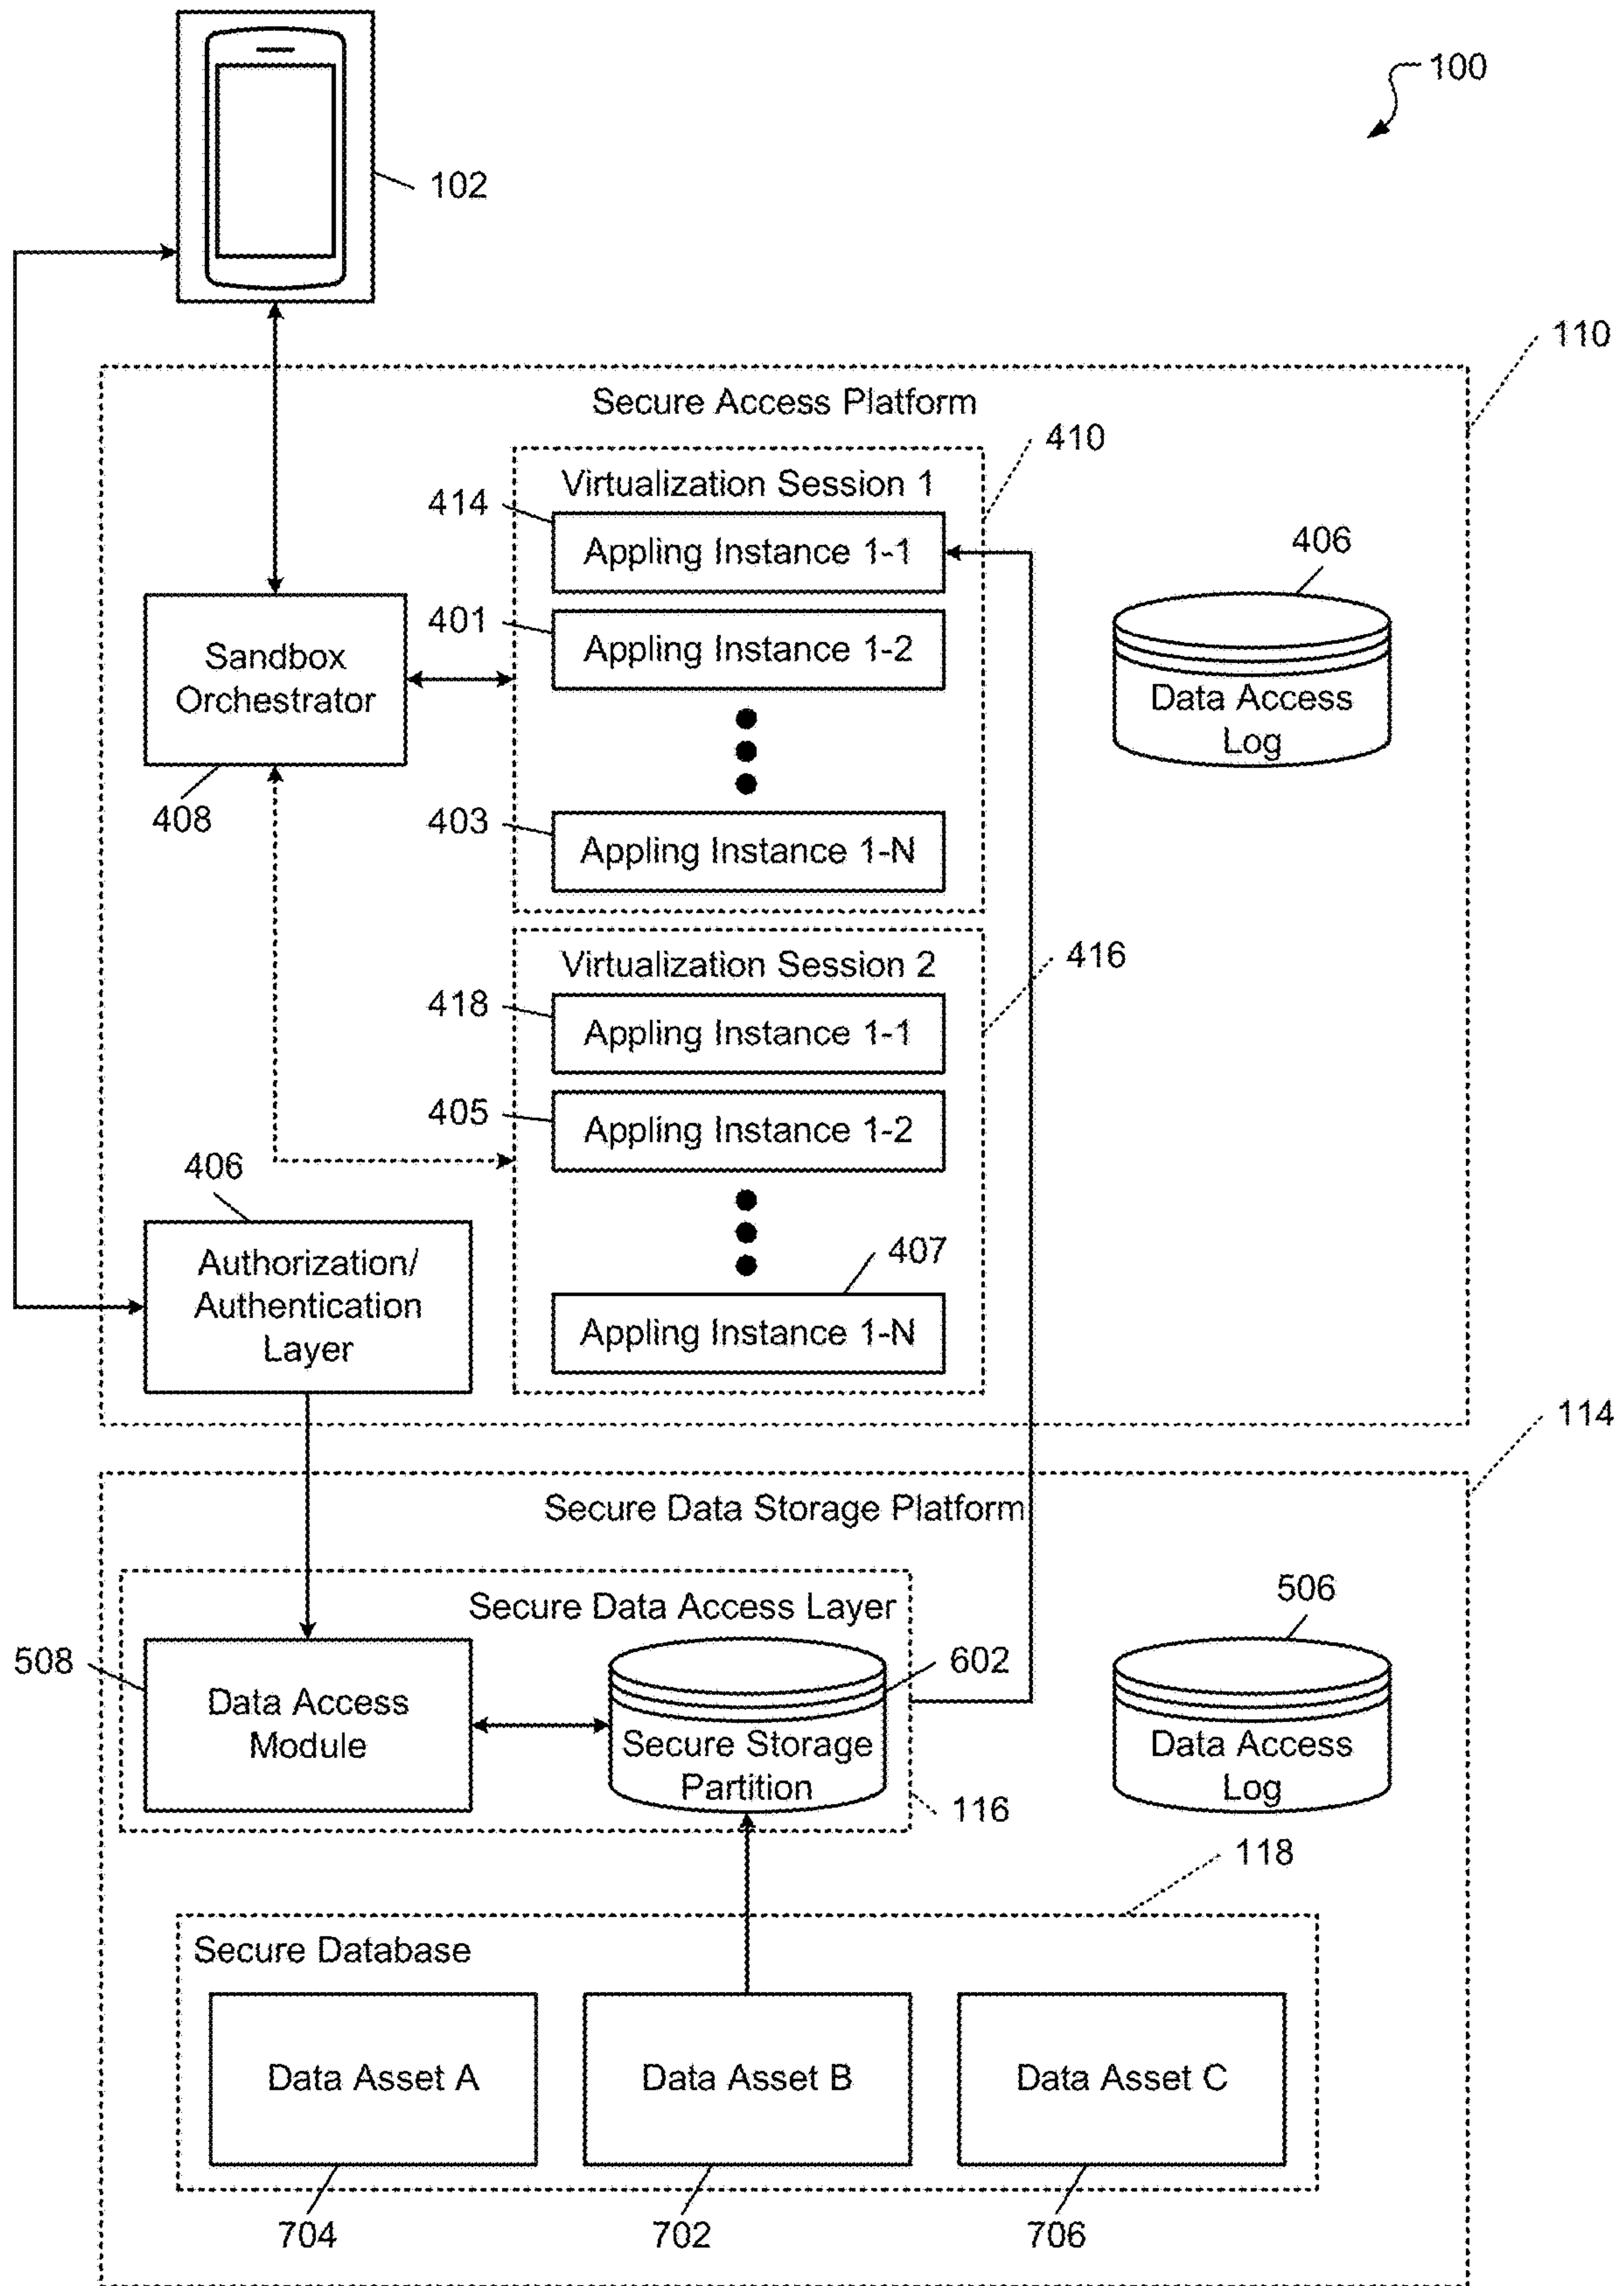 100
102
110
Secure Access Platform
410
Virtualization Session 1
414
Appling Instance 1-1
406
401
Appling Instance 1-2
Sandbox
Orchestrator
Data Access
Log
408
403
Appling Instance 1-N
416
Virtualization Session 2
418
Appling Instance 1-1
405
Appling Instance 1-2
406
407
Authorization/
Authentication
Layer
Appling Instance 1-N
114
Secure Data Storage Platform
Secure Data Access Layer
506
508
602
Data Access
Module
Secure Storage
Partition
Data Access
Log
116
118
Secure Database
Data Asset A
Data Asset B
Data Asset C
704
702
706